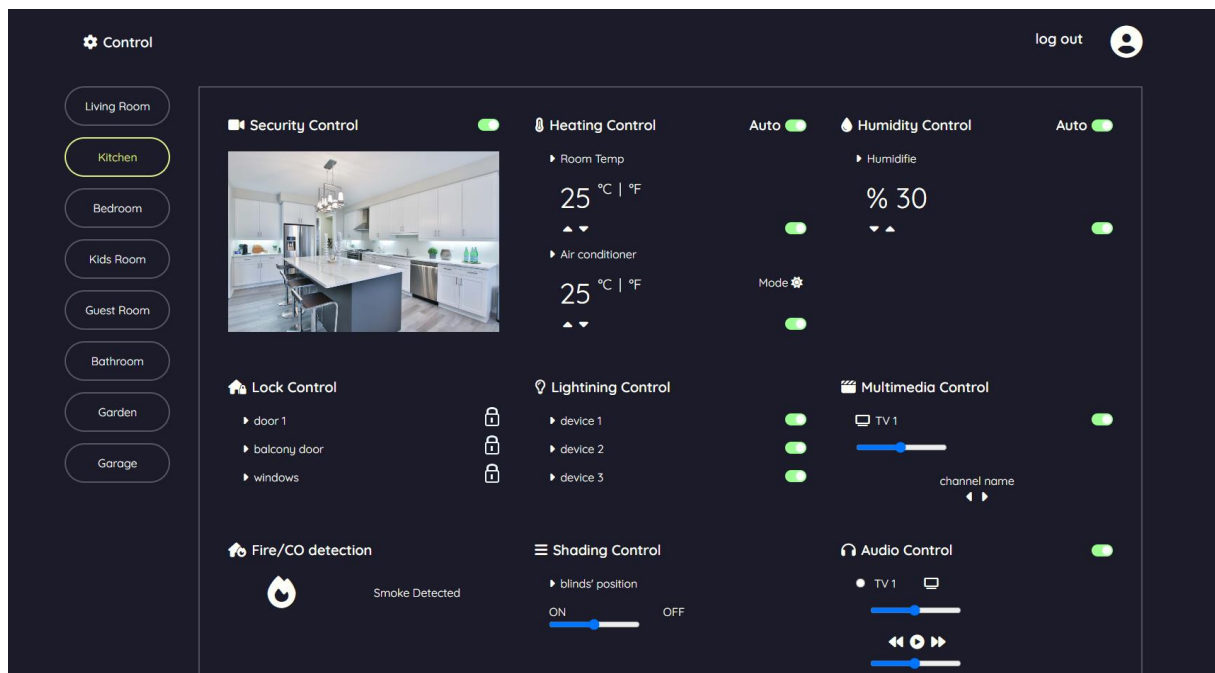 Control
log out
Living Room
Kitchen
Bedroom
Kids Room
Guest Room
Bathroom
Garden
Garage
Security Control
Heating Control Auto
Room Temp
25 °C | °F
Air conditioner
25 °C | °F
Mode
Humidity Control Auto
Humidifie
% 30
Lock Control
door 1
balcony door
windows
Lightining Control
device 1
device 2
device 3
Multimedia Control
TV 1
channel name
Fire/CO detection
Smoke Detected
Shading Control
blinds' position
ON OFF
Audio Control
TV 1